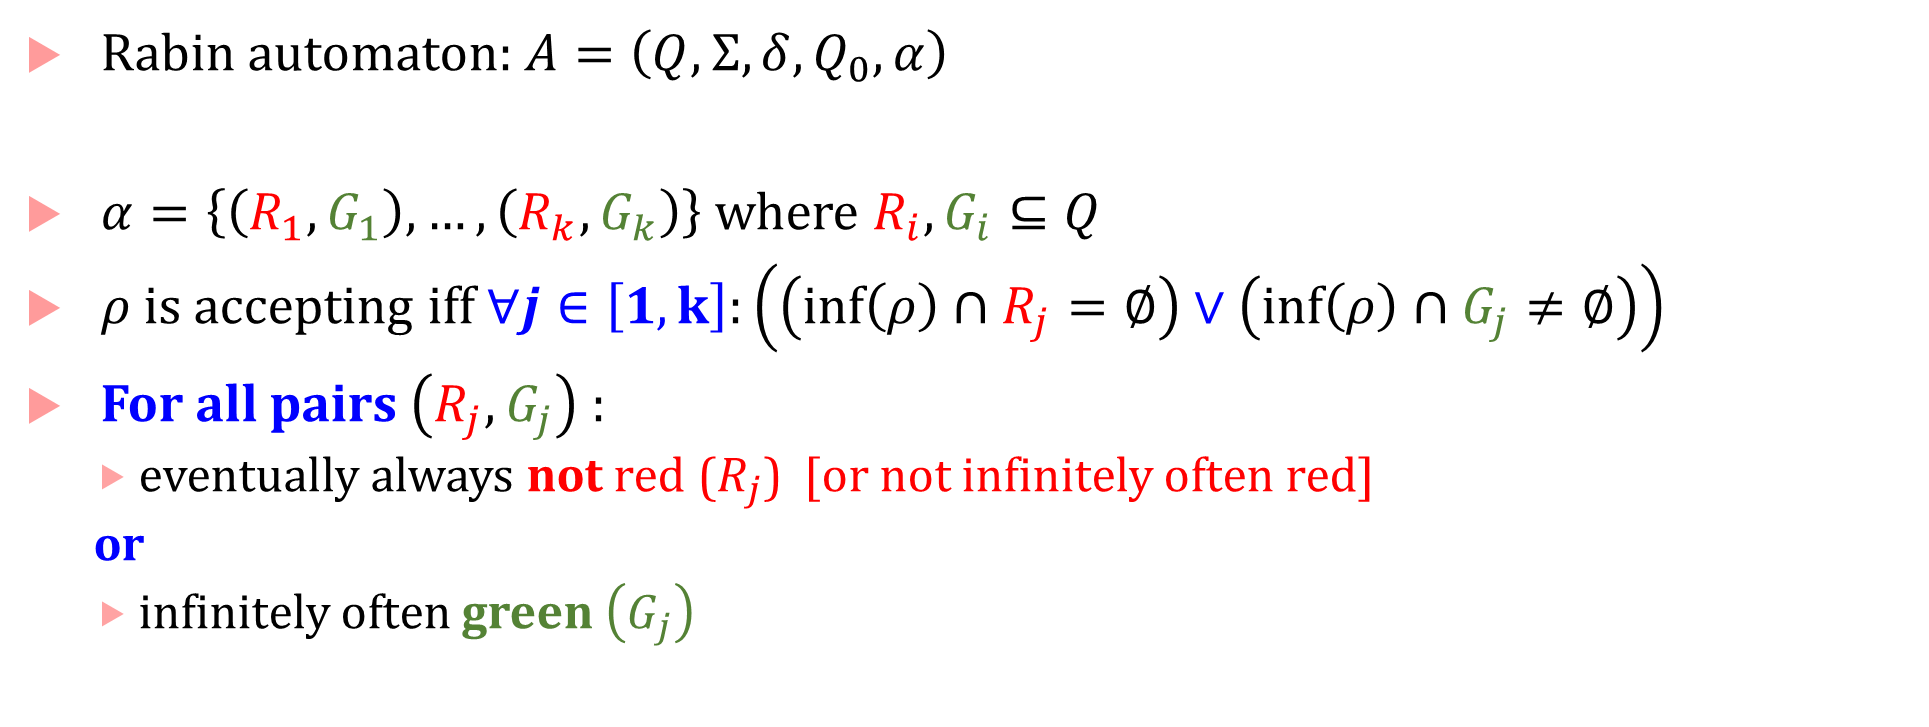 Rabin automaton: A = (Q, Σ, δ, Q₀, α)
α = {(R₁, G₁), … , (Rₖ, Gₖ)} where Rᵢ, Gᵢ ⊆ Q
ρ is accepting iff ∀j ∈ [1, k]: ((inf(ρ) ∩ Rⱼ = ∅) ∨ (inf(ρ) ∩ Gⱼ ≠ ∅))
For all pairs (Rⱼ, Gⱼ) :
eventually always not red (Rⱼ) [or not infinitely often red]
or
infinitely often green (Gⱼ)